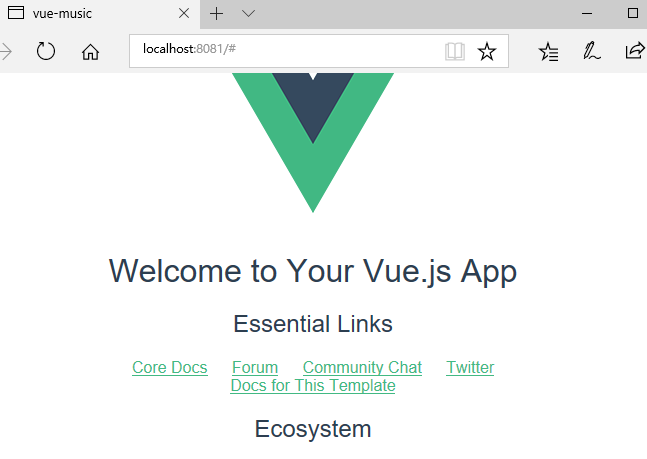 vue-music
localhost:8081/#
Welcome to Your Vue.js App
Essential Links
Core Docs Forum Community Chat Twitter
Docs for This Template
Ecosystem